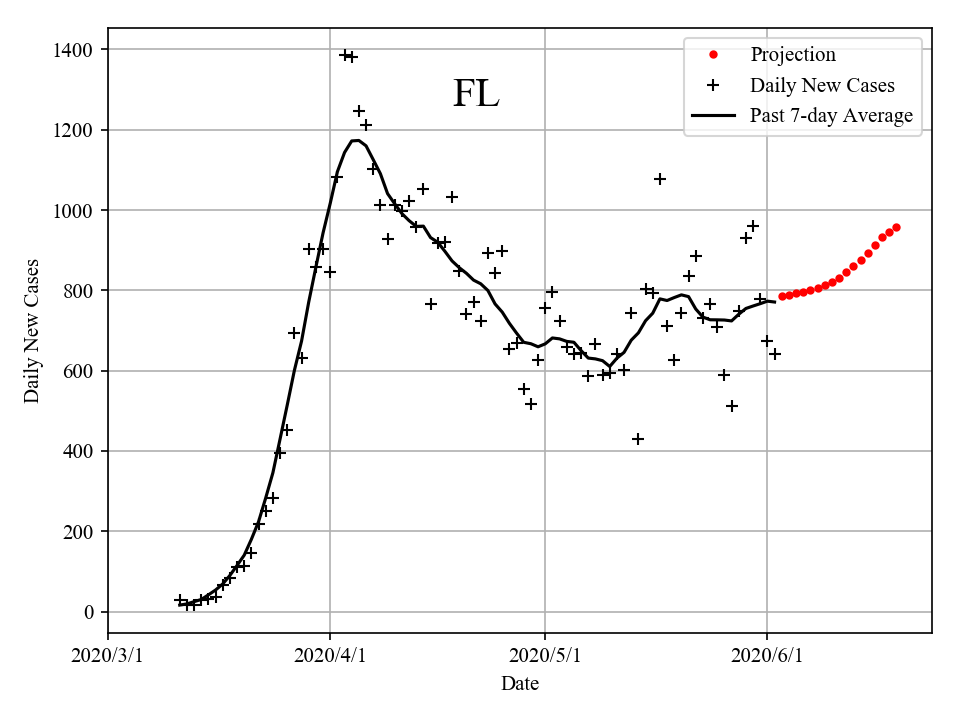 FL
Projection
Daily New Cases
Past 7-day Average
Daily New Cases
1400
1200
1000
800
600
400
200
0
2020/3/1
2020/4/1
2020/5/1
2020/6/1
Date